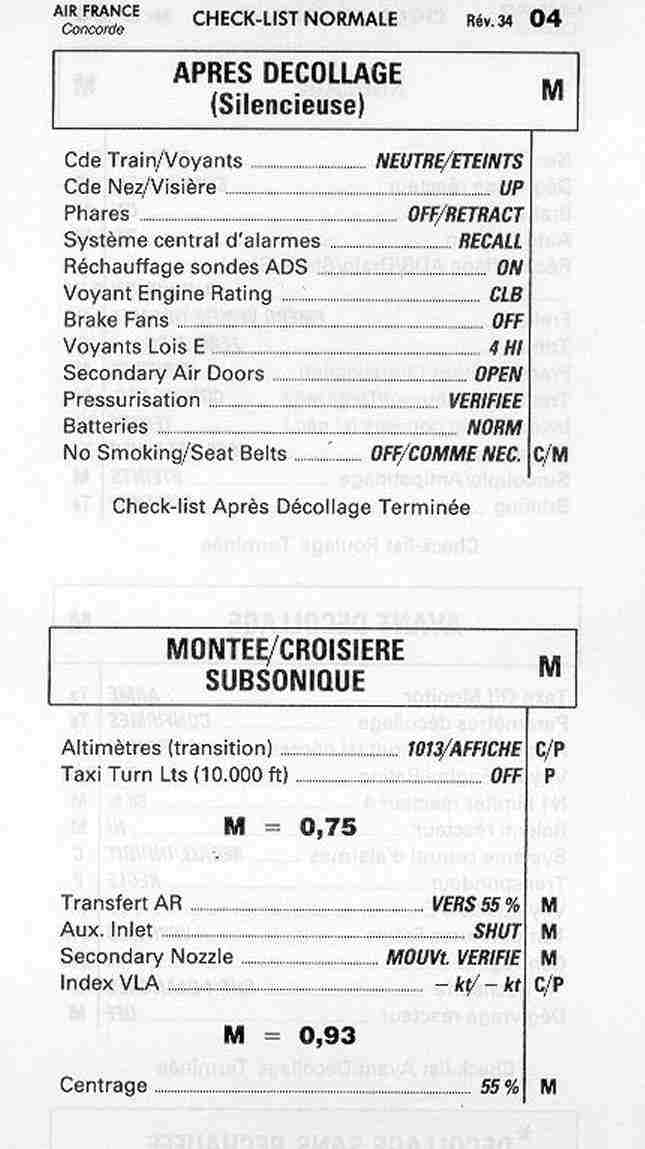 AIR FRANCE CHECK-LIST NORMALE Rév. 34 04
Concorde
APRES DECOLLAGE
(Silencieuse) M
Cde Train/Voyants NEUTRE/ETEINTS
Cde Nez/Visière UP
Phares OFF/RETRACT
Système central d'alarmes RECALL
Réchauffage sondes ADS ON
Voyant Engine Rating CLB
Brake Fans OFF
Voyants Lois E 4 HI
Secondary Air Doors OPEN
Pressurisation VERIFIEE
Batteries NORM
No Smoking/Seat Belts OFF/COMME NEC. C/M
Check-list Après Décollage Terminée
MONTEE/CROISIERE
SUBSONIQUE M
Altimètres (transition) 1013/AFFICHE C/P
Taxi Turn Lts (10.000 ft) OFF P
M = 0,75
Transfert AR VERS 55 % M
Aux. Inlet SHUT M
Secondary Nozzle MOUVt. VERIFIE M
Index VLA – kt/ – kt C/P
M = 0,93
Centrage 55 % M